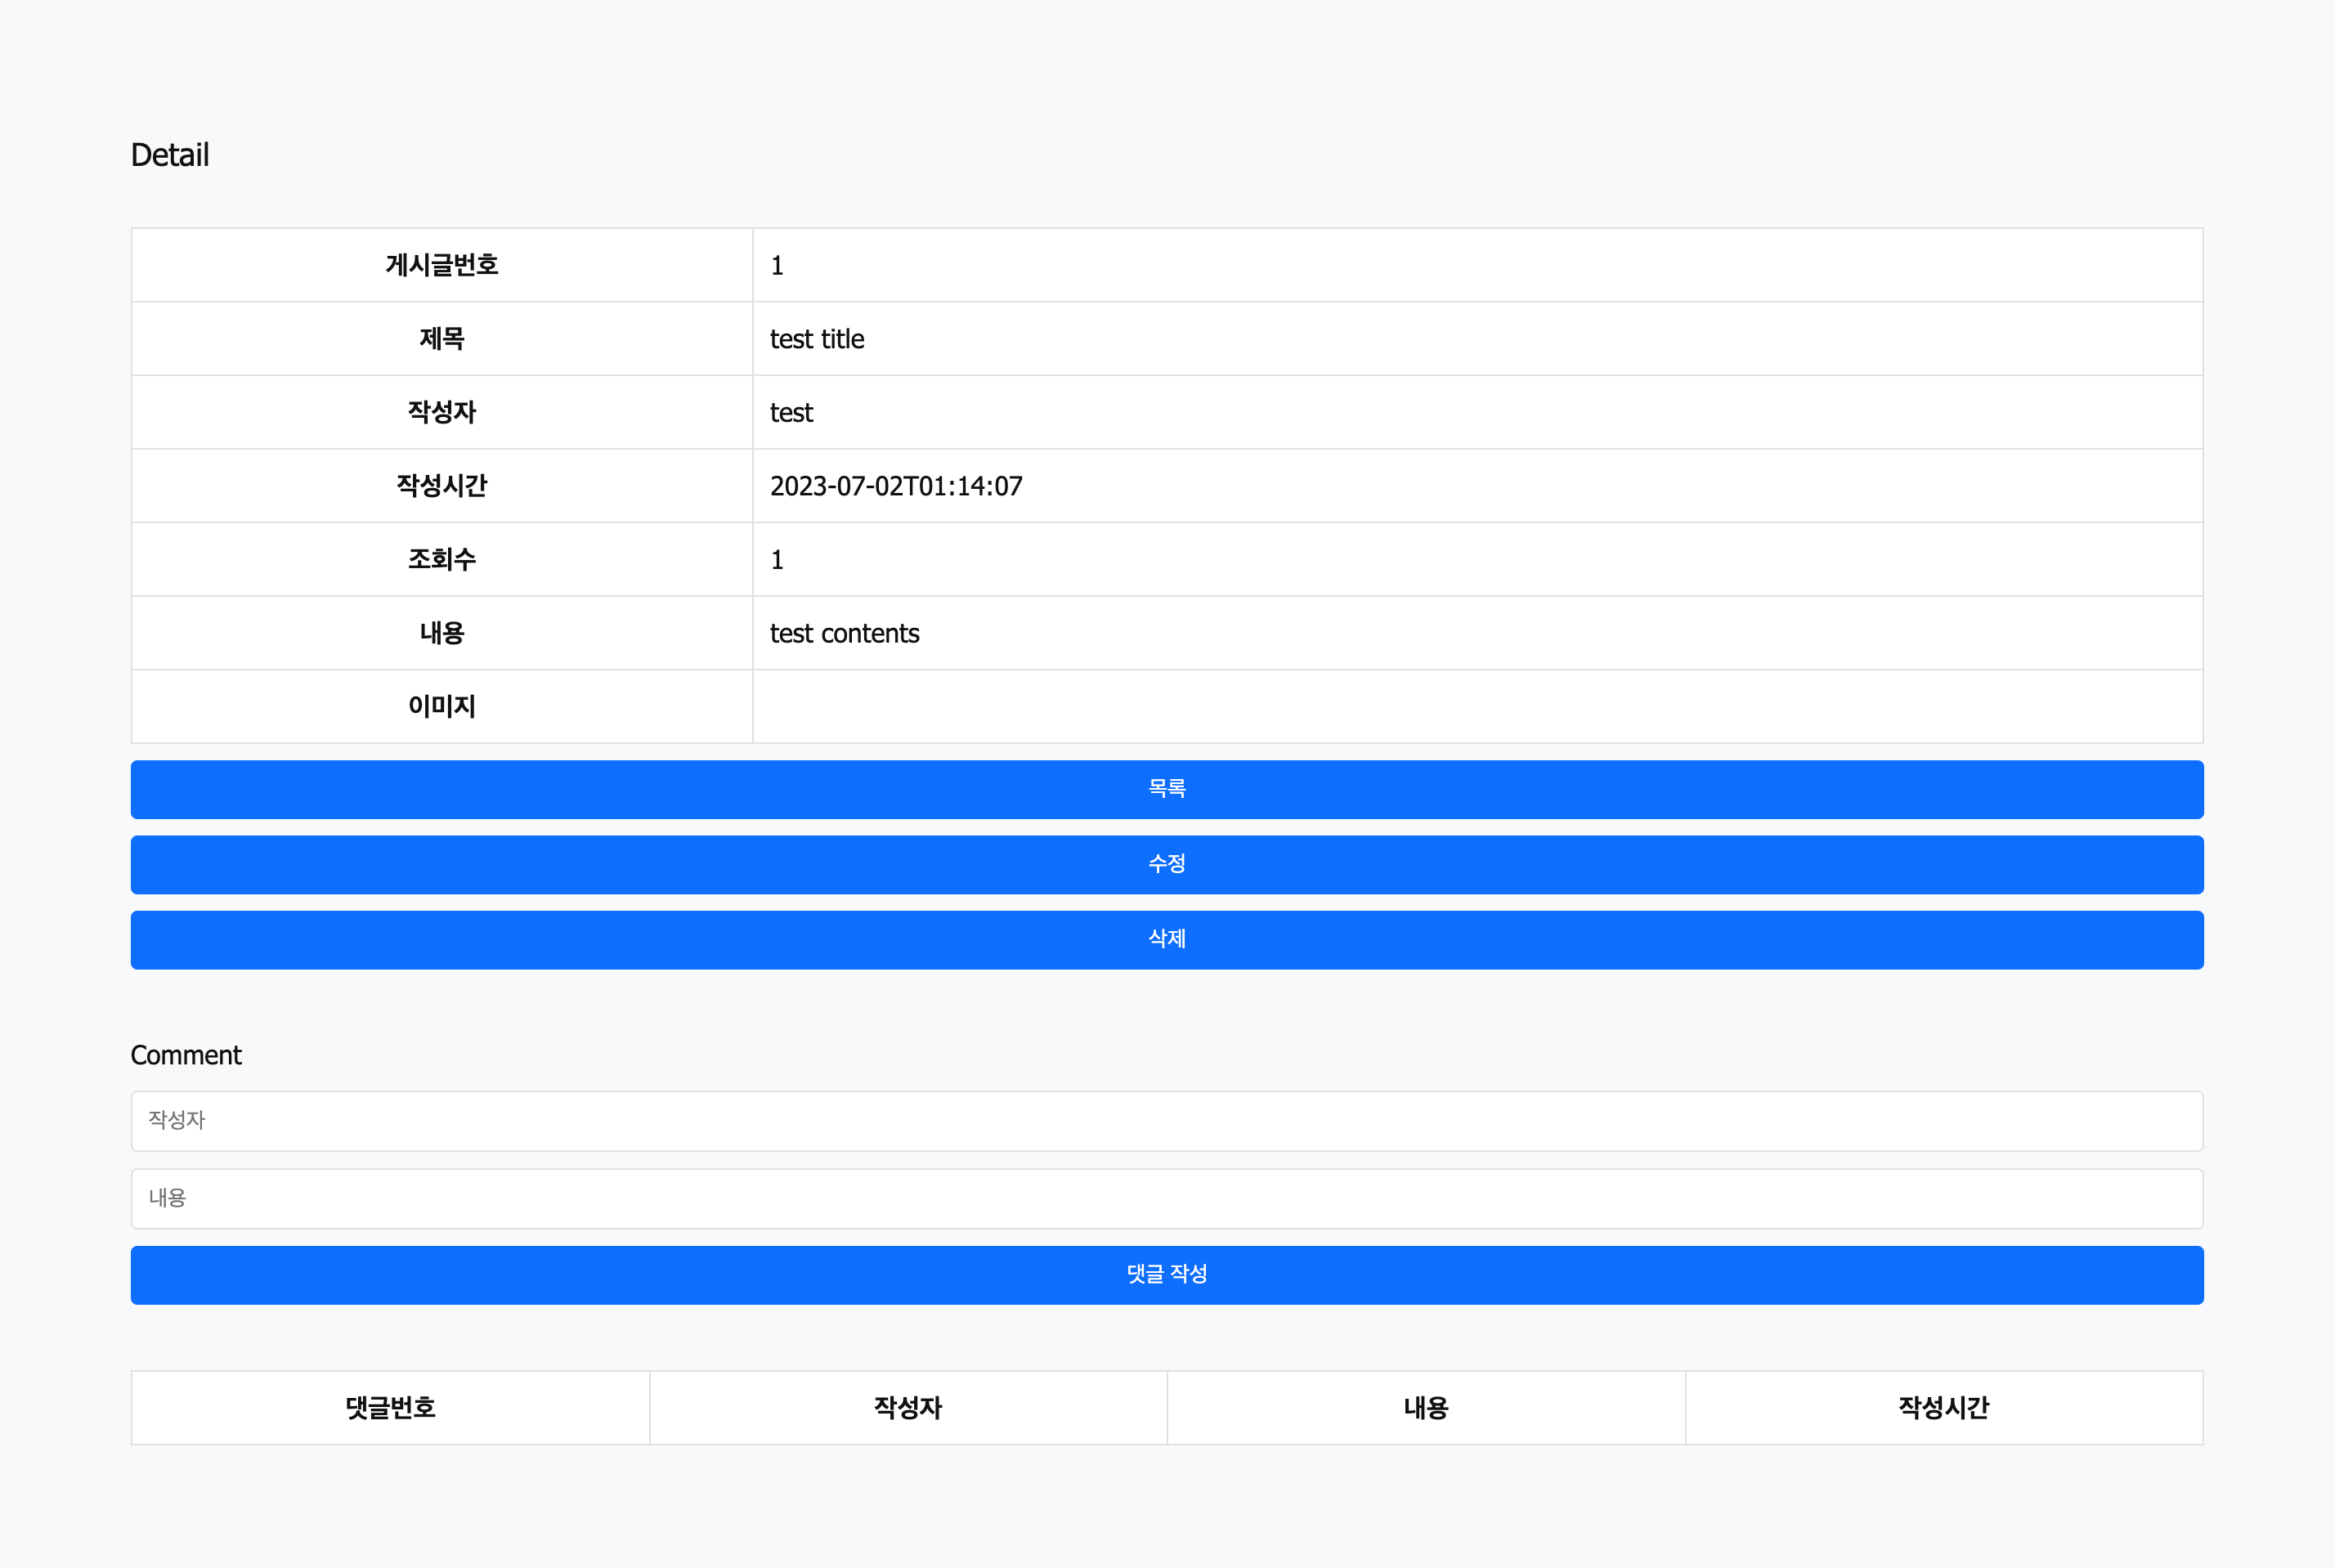 Detail
게시글번호 1
제목 test title
작성자 test
작성시간 2023-07-02T01:14:07
조회수 1
내용 test contents
이미지
목록
수정
삭제
Comment
작성자
내용
댓글 작성
댓글번호 작성자 내용 작성시간